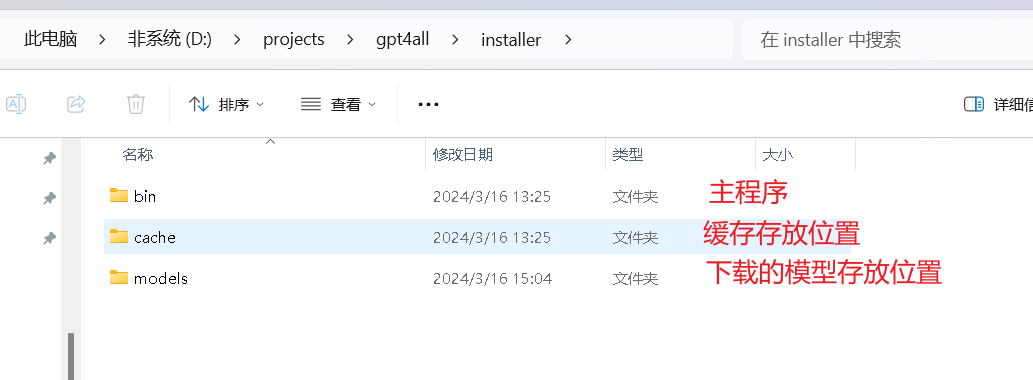 此电脑 > 非系统 (D:) > projects > gpt4all > installer >
在 installer 中搜索
排序 查看 ••• 详细信
名称 修改日期 类型 大小
bin 2024/3/16 13:25 文件夹 主程序
cache 2024/3/16 13:25 文件夹 缓存存放位置
models 2024/3/16 15:04 文件夹 下载的模型存放位置